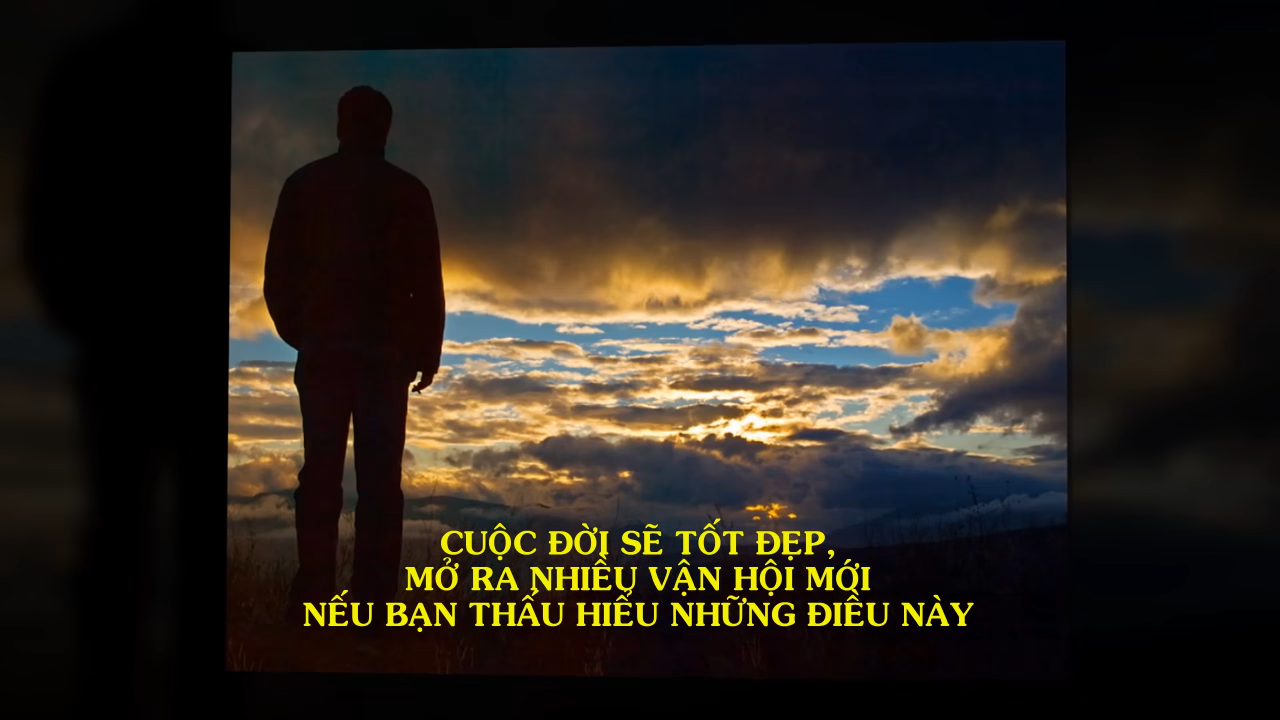 CUỘC ĐỜI SẼ TỐT ĐẸP,
MỞ RA NHIỀU VẬN HỘI MỚI
NẾU BẠN THẤU HIỂU NHỮNG ĐIỀU NÀY